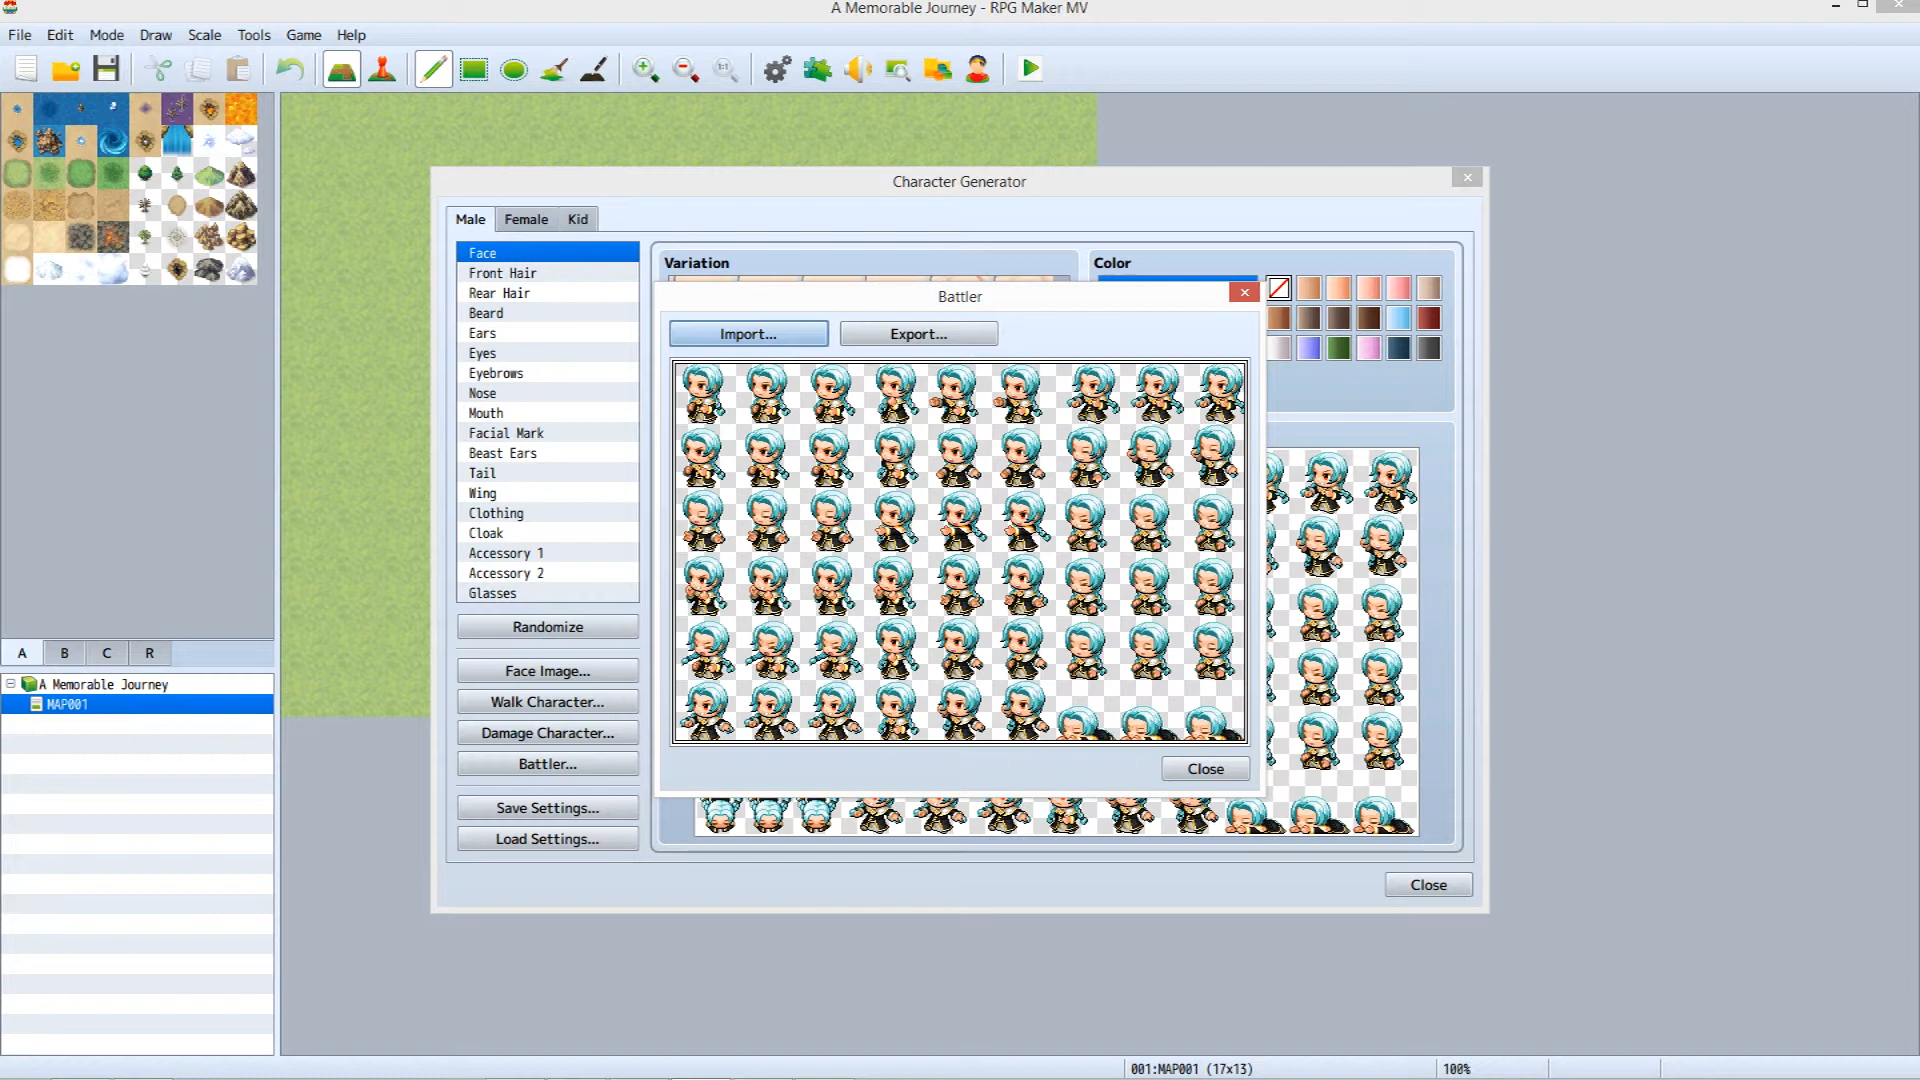 A Memorable Journey - RPG Maker MV
File Edit Mode Draw Scale Tools Game Help
1:1
Character Generator
Male Female Kid
Face
Front Hair
Rear Hair
Beard
Ears
Eyes
Eyebrows
Nose
Mouth
Facial Mark
Beast Ears
Tail
Wing
Clothing
Cloak
Accessory 1
Accessory 2
Glasses
Randomize
Face Image...
Walk Character...
Damage Character...
Battler...
Save Settings...
Load Settings...
Variation
Color
Battler
Import... Export...
Close
Close
A B C R
A Memorable Journey
MAP001
001:MAP001 (17x13) 100%